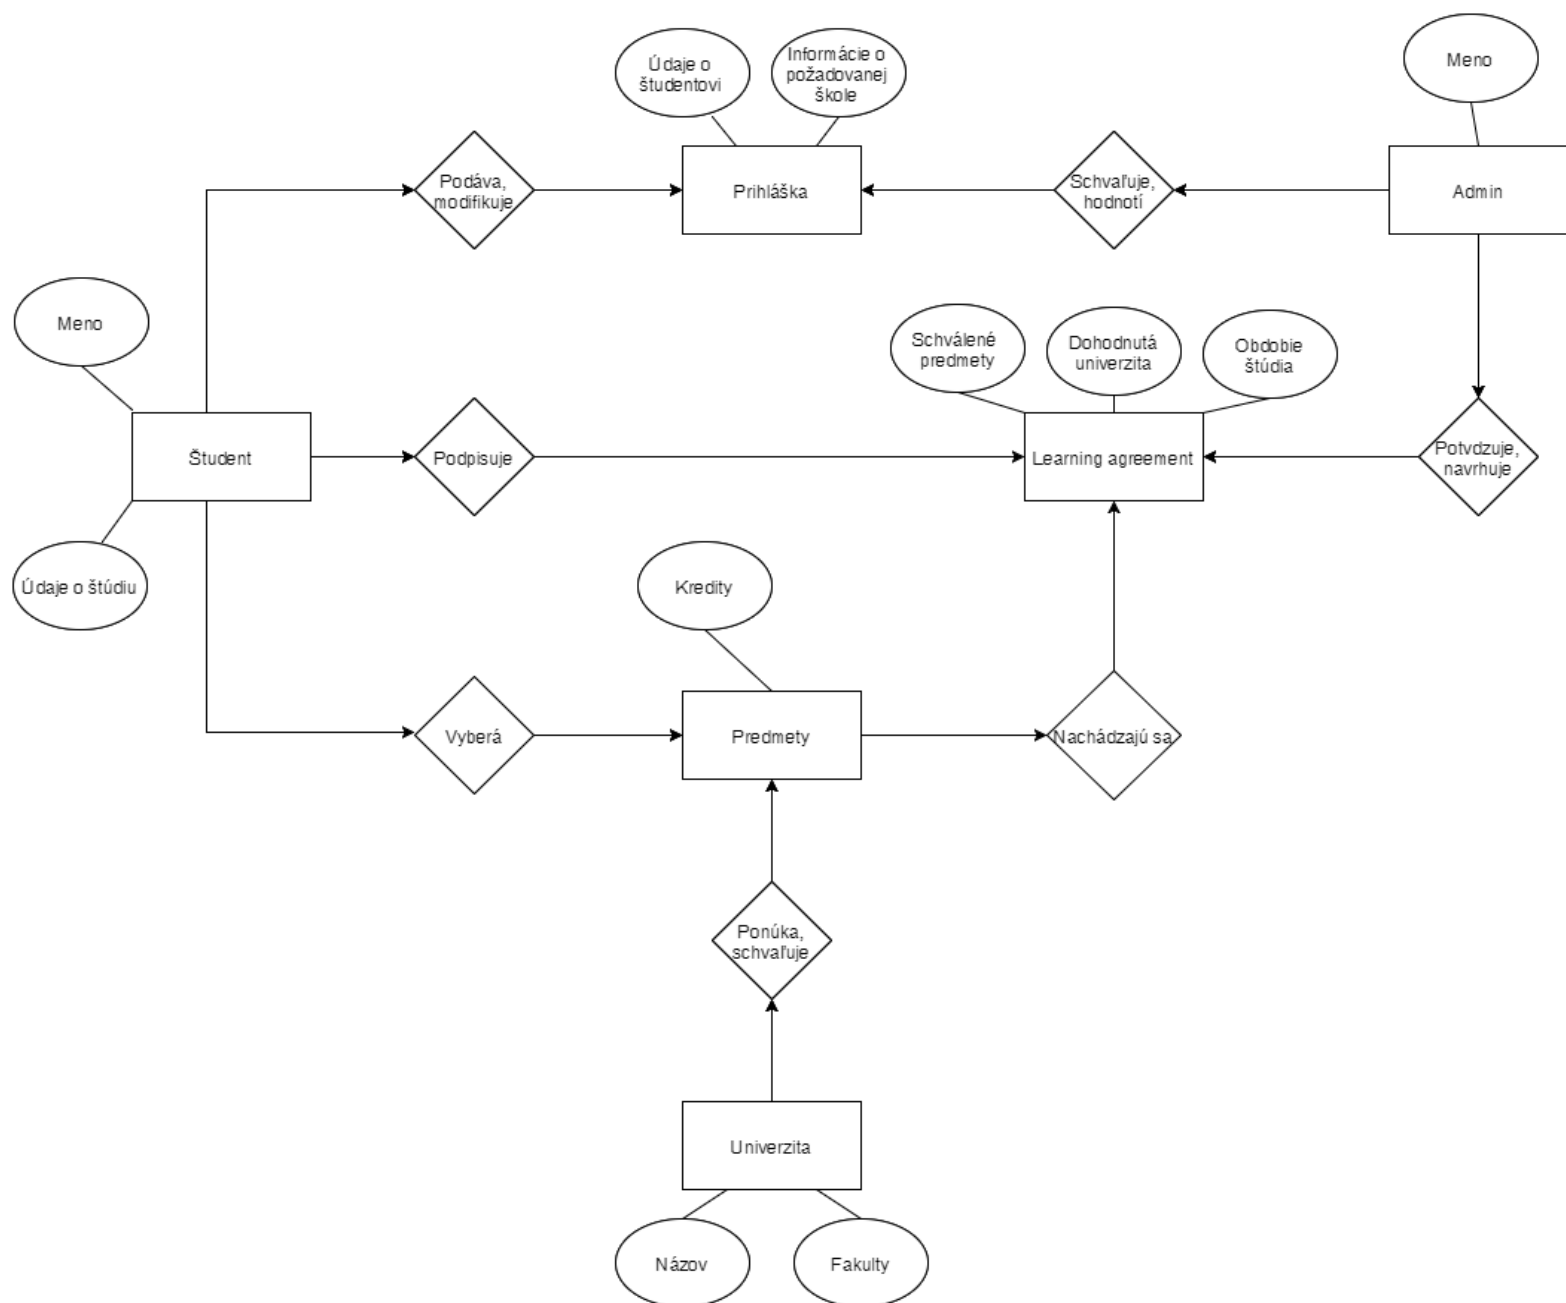 Údaje o
študentovi
Informácie o
požadovanej
škole
Meno
Podáva,
modifikuje
Prihláška
Schvaľuje,
hodnotí
Admin
Meno
Schválené
predmety
Dohodnutá
univerzita
Obdobie
štúdia
Študent
Podpisuje
Learning agreement
Potvdzuje,
navrhuje
Údaje o štúdiu
Kredity
Vyberá
Predmety
Nachádzajú sa
Ponúka,
schvaľuje
Univerzita
Názov
Fakulty